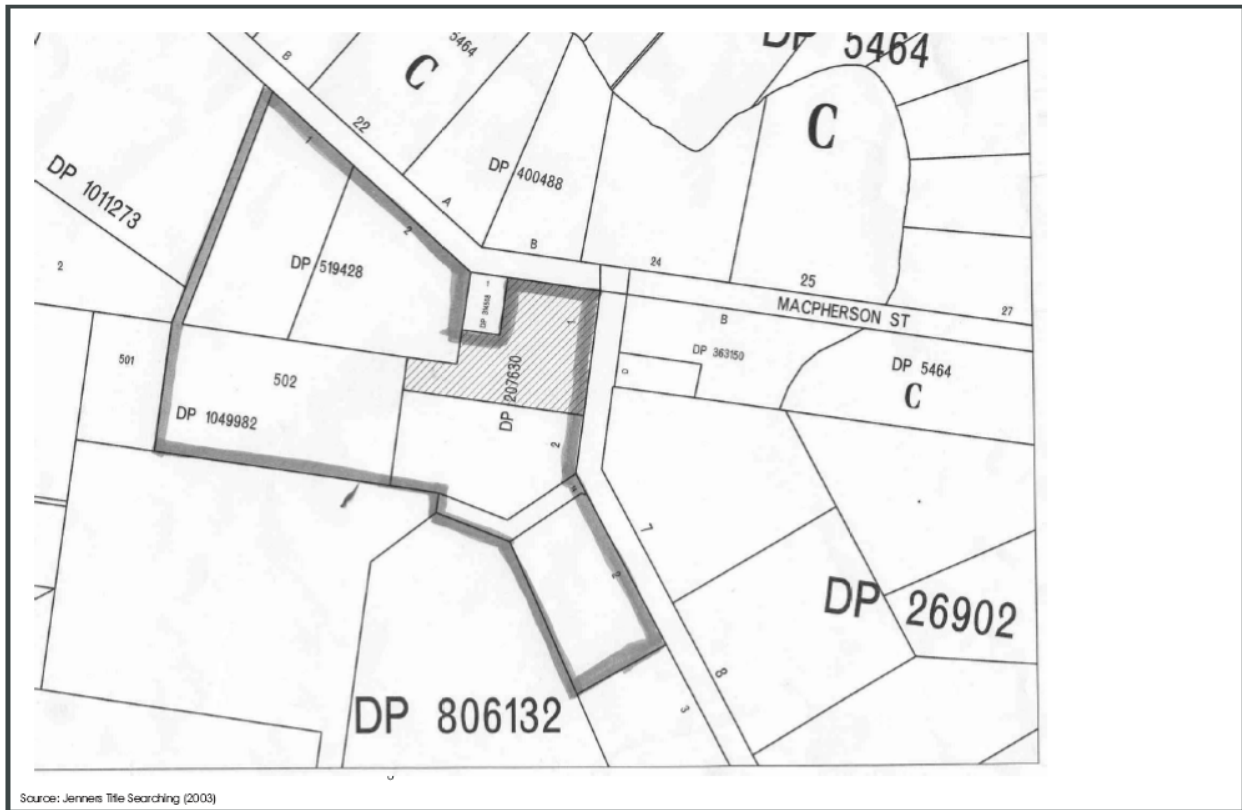 5464
DP 5464
B
C
C
22
1
DP 400488
DP 1011273
A
2
B
2
24
DP 519428
25
27
1
MACPHERSON ST
1
B
DP 363150
501
502
DP 207630
DP 5464
C
DP 1049982
2
7
2
DP 26902
8
DP 806132
3
Source: Jenners Title Searching (2003)